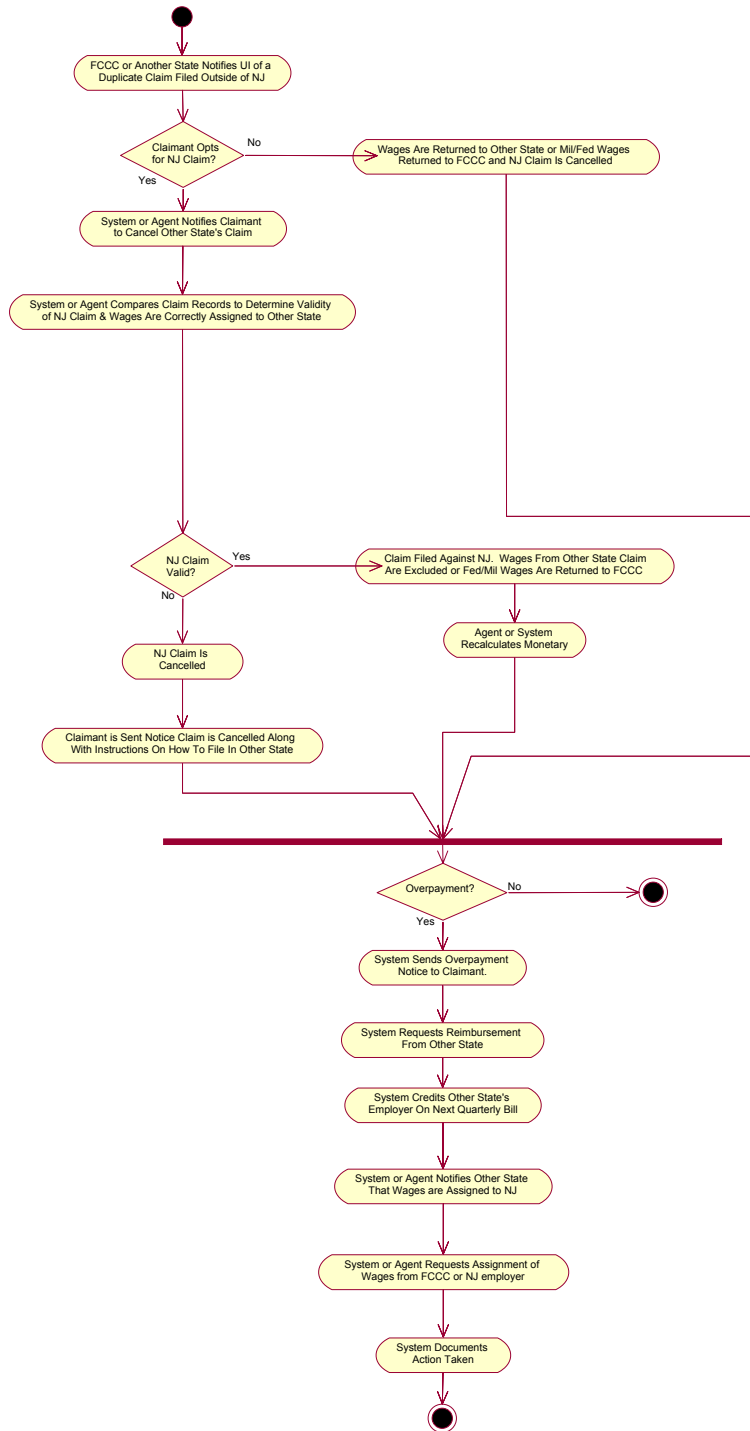 FCCC or Another State Notifies UI of a
Duplicate Claim Filed Outside of NJ
Claimant Opts
for NJ Claim?
No
Yes
Wages Are Returned to Other State or Mil/Fed Wages
Returned to FCCC and NJ Claim Is Cancelled
System or Agent Notifies Claimant
to Cancel Other State's Claim
System or Agent Compares Claim Records to Determine Validity
of NJ Claim & Wages Are Correctly Assigned to Other State
NJ Claim
Valid?
Yes
No
Claim Filed Against NJ.  Wages From Other State Claim
Are Excluded or Fed/Mil Wages Are Returned to FCCC
Agent or System
Recalculates Monetary
NJ Claim Is
Cancelled
Claimant is Sent Notice Claim is Cancelled Along
With Instructions On How To File In Other State
Overpayment?
No
Yes
System Sends Overpayment
Notice to Claimant.
System Requests Reimbursement
From Other State
System Credits Other State's
Employer On Next Quarterly Bill
System or Agent Notifies Other State
That Wages are Assigned to NJ
System or Agent Requests Assignment of
Wages from FCCC or NJ employer
System Documents
Action Taken